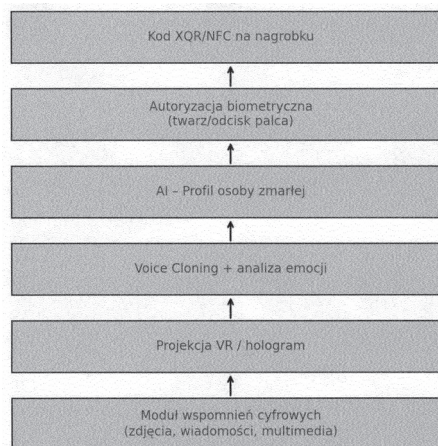 Kod XQR/NFC na nagrobku
Autoryzacja biometryczna
(twarz/odcisk palca)
AI – Profil osoby zmarłej
Voice Cloning + analiza emocji
Projekcja VR / hologram
Moduł wspomnień cyfrowych
(zdjęcia, wiadomości, multimedia)